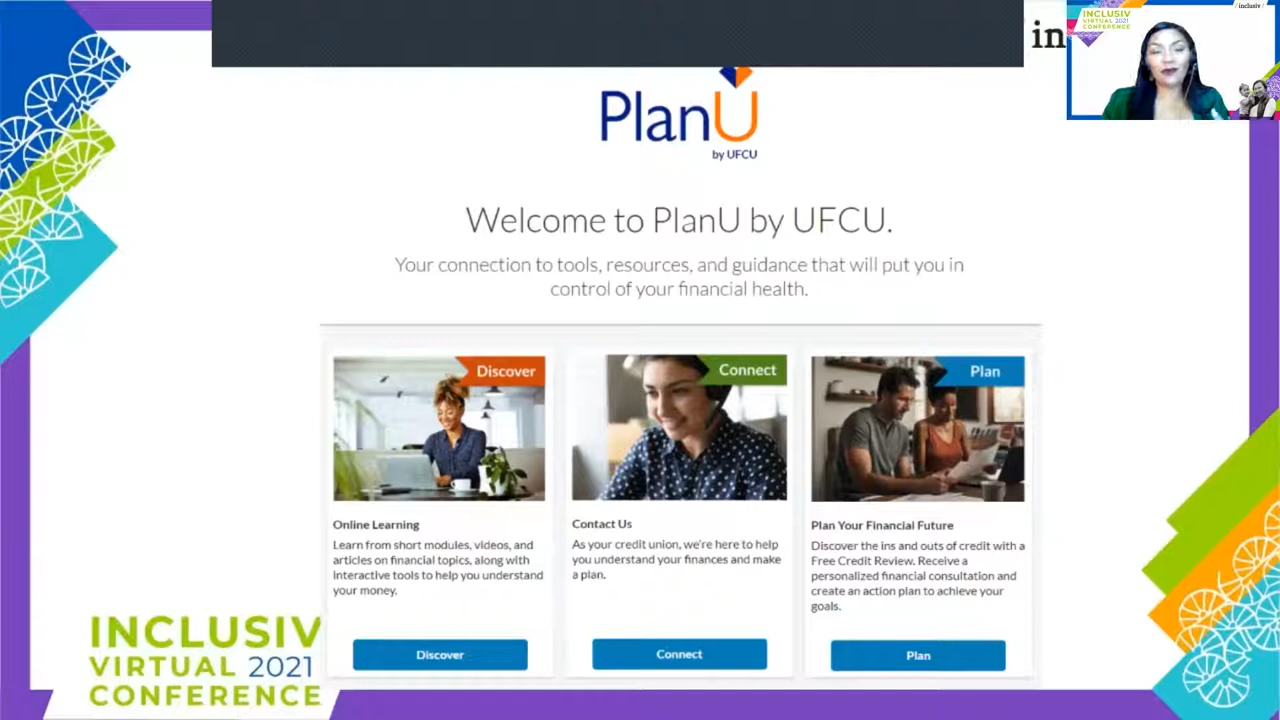 in
INCLUSIV
VIRTUAL 2021
CONFERENCE
/ inclusiv /
PlanU
by UFCU
Welcome to PlanU by UFCU.
Your connection to tools, resources, and guidance that will put you in
control of your financial health.
Discover
Connect
Plan
Online Learning
Learn from short modules, videos, and
articles on financial topics, along with
interactive tools to help you understand
your money.
Discover
Contact Us
As your credit union, we're here to help
you understand your finances and make
a plan.
Connect
Plan Your Financial Future
Discover the ins and outs of credit with a
Free Credit Review. Receive a
personalized financial consultation and
create an action plan to achieve your
goals.
Plan
INCLUSIV
VIRTUAL 2021
CONFERENCE